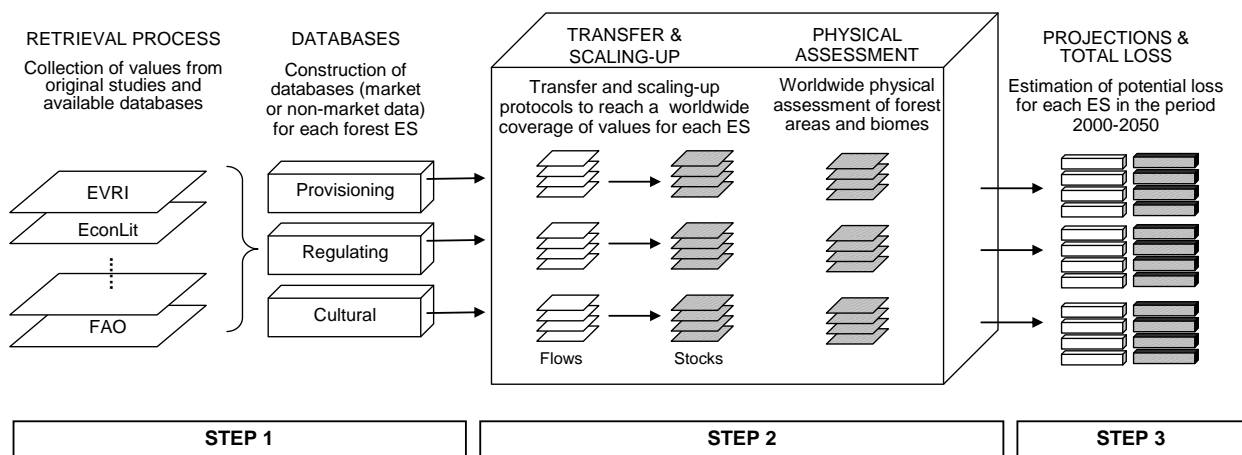 RETRIEVAL PROCESS
Collection of values from
original studies and
available databases
EVRI
EconLit
FAO
DATABASES
Construction of
databases (market
or non-market data)
for each forest ES
Provisioning
Regulating
Cultural
TRANSFER &
SCALING-UP
Transfer and scaling-up
protocols to reach a worldwide
coverage of values for each ES
Flows
Stocks
PHYSICAL
ASSESSMENT
Worldwide physical
assessment of forest
areas and biomes
PROJECTIONS &
TOTAL LOSS
Estimation of potential loss
for each ES in the period
2000-2050
STEP 1
STEP 2
STEP 3